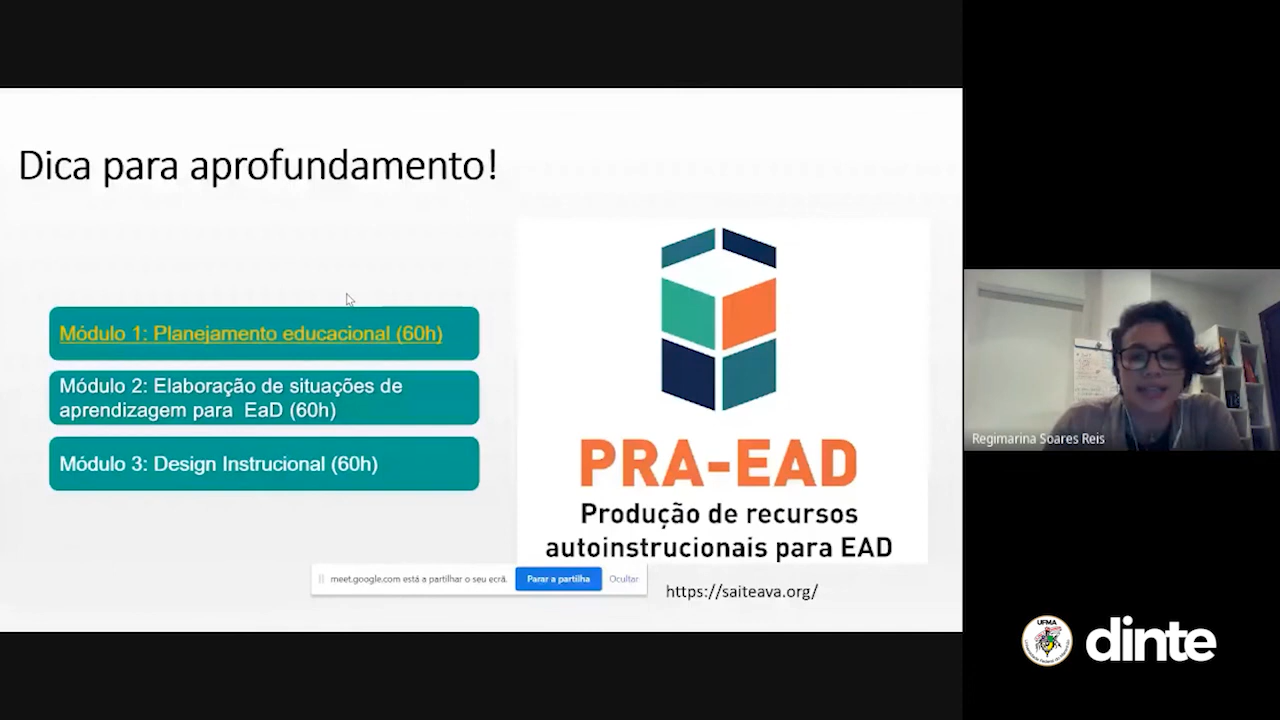 Dica para aprofundamento!
Módulo 1: Planejamento educacional (60h)
Módulo 2: Elaboração de situações de
aprendizagem para EaD (60h)
Módulo 3: Design Instrucional (60h)
PRA-EAD
Produção de recursos
autoinstrucionais para EAD
meet.google.com está a partilhar o seu ecrã.
Parar a partilha
Ocultar
https://saiteava.org/
Regimarina Soares Reis
UFMA
dinte